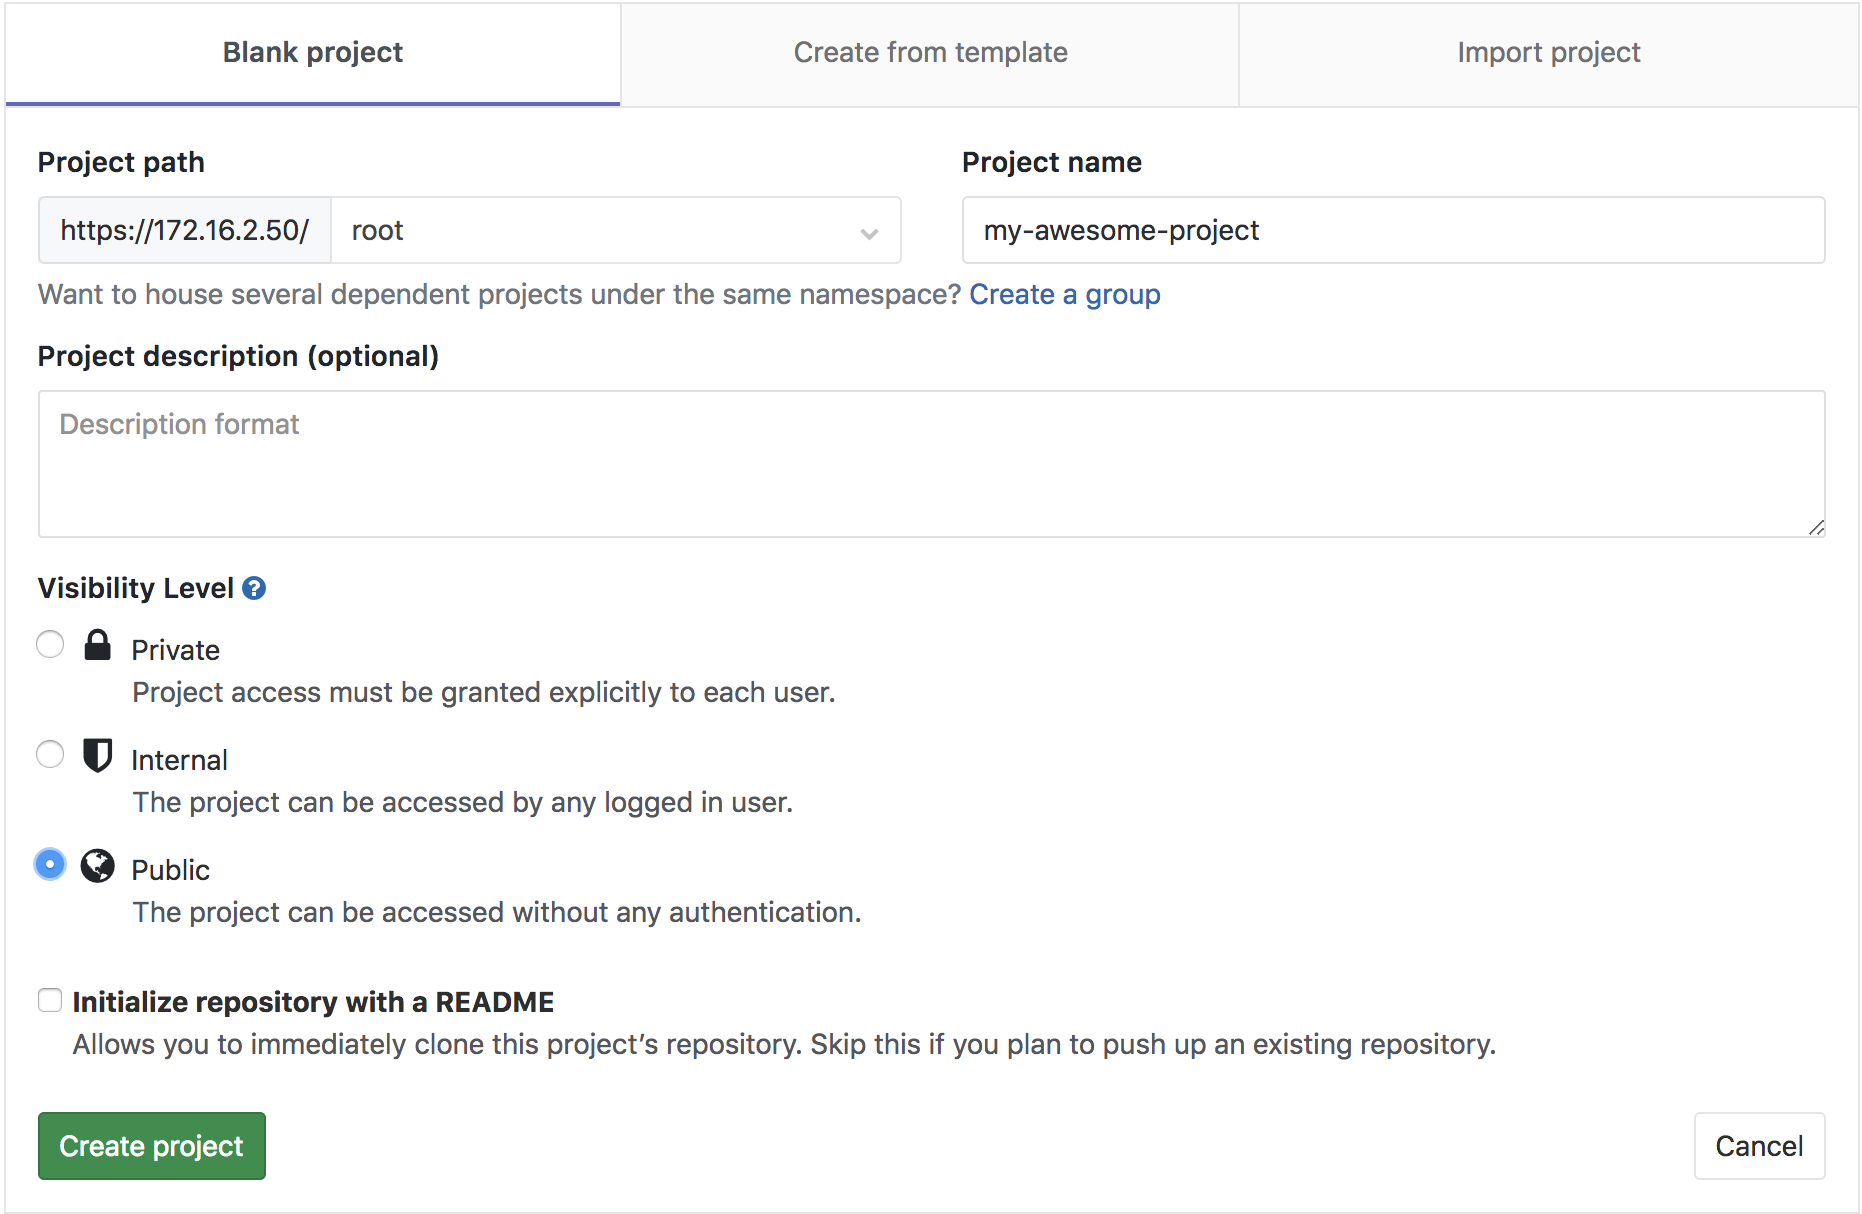 Blank project
Create from template
Import project
Project path
Project name
https://172.16.2.50/
root
my-awesome-project
Want to house several dependent projects under the same namespace? Create a group
Project description (optional)
Description format
Visibility Level ?
Private
Project access must be granted explicitly to each user.
Internal
The project can be accessed by any logged in user.
Public
The project can be accessed without any authentication.
Initialize repository with a README
Allows you to immediately clone this project’s repository. Skip this if you plan to push up an existing repository.
Create project
Cancel